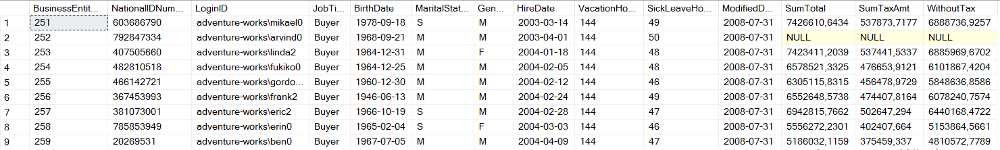 BusinessEntit... NationalIDNum... LoginID JobTi... BirthDate MaritalStat... Gen... HireDate VacationHo... SickLeaveHo... ModifiedD... SumTotal SumTaxAmt WithoutTax
1 251 603686790 adventure-works\mikael0 Buyer 1978-09-18 S M 2003-03-14 144 49 2008-07-31 7426610,6434 537873,7177 6888736,9257
2 252 792847334 adventure-works\arvind0 Buyer 1968-09-21 M M 2003-04-01 144 50 2008-07-31 NULL NULL NULL
3 253 407505660 adventure-works\linda2 Buyer 1964-12-31 M F 2004-01-18 144 48 2008-07-31 7423411,2039 537441,5337 6885969,6702
4 254 482810518 adventure-works\fukiko0 Buyer 1964-12-25 M M 2004-02-05 144 48 2008-07-31 6578521,3325 476653,9121 6101867,4204
5 255 466142721 adventure-works\gordo... Buyer 1960-12-30 M M 2004-02-12 144 46 2008-07-31 6305115,8315 456478,9729 5848636,8586
6 256 367453993 adventure-works\frank2 Buyer 1946-06-13 M M 2004-02-24 144 49 2008-07-31 6552648,5738 474407,8164 6078240,7574
7 257 381073001 adventure-works\eric2 Buyer 1966-10-19 S M 2004-02-28 144 47 2008-07-31 6942815,7662 502647,294 6440168,4722
8 258 785853949 adventure-works\erin0 Buyer 1965-02-04 S F 2004-03-03 144 46 2008-07-31 5556272,2301 402407,664 5153864,5661
9 259 20269531 adventure-works\ben0 Buyer 1967-07-05 M M 2004-04-09 144 47 2008-07-31 5186032,1159 375459,337 4810572,7789